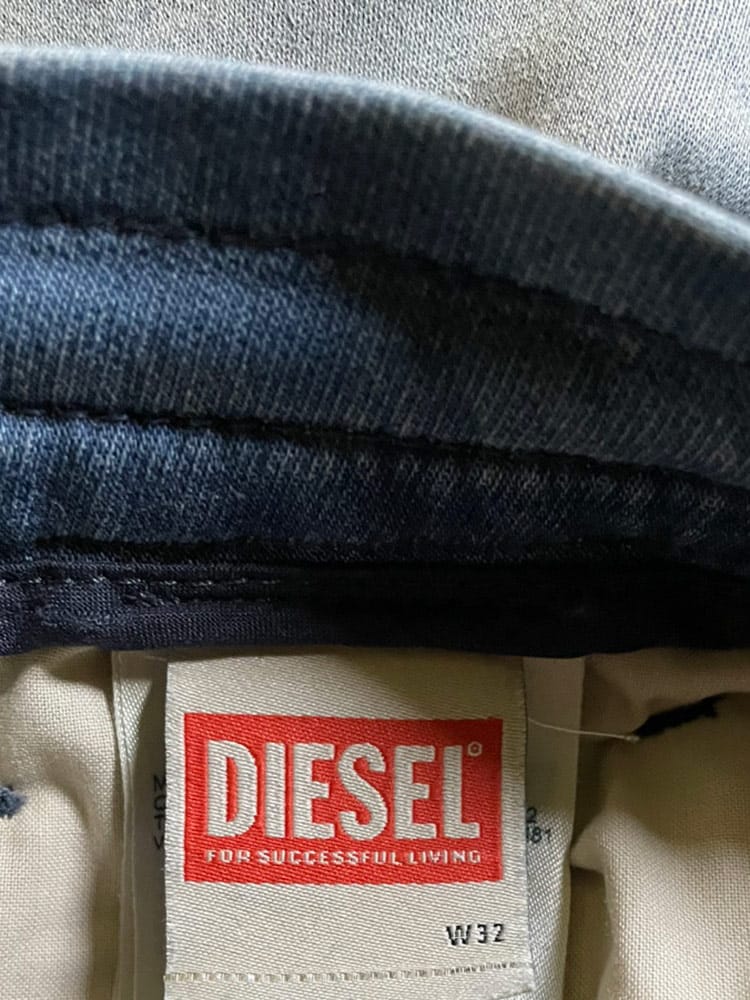 DIESEL
FOR SUCCESSFUL LIVING
W32